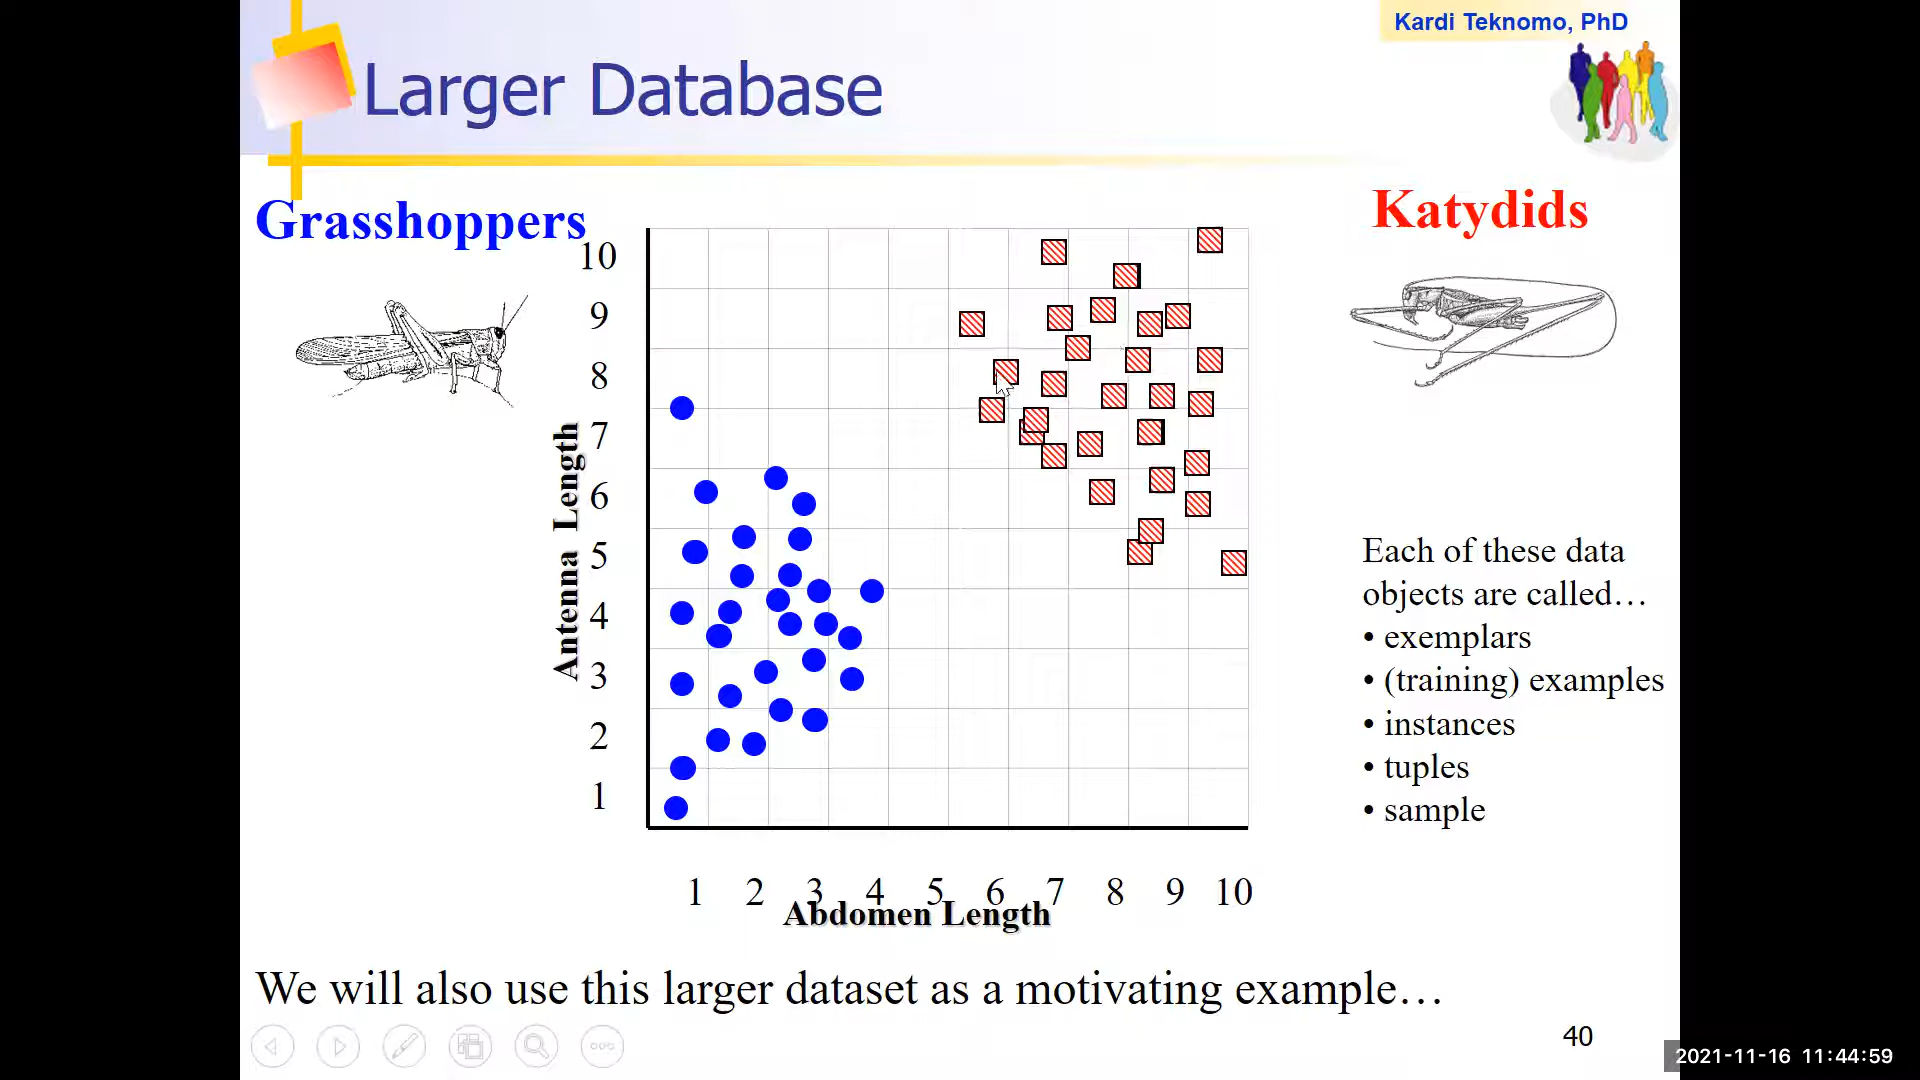 Kardi Teknomo, PhD
Larger Database
Grasshoppers
Katydids
10
9
8
7
6
5
4
3
2
1
Antenna Length
1 2 3 4 5 6 7 8 9 10
Abdomen Length
Each of these data
objects are called…
• exemplars
• (training) examples
• instances
• tuples
• sample
We will also use this larger dataset as a motivating example…
40
2021-11-16 11:44:59